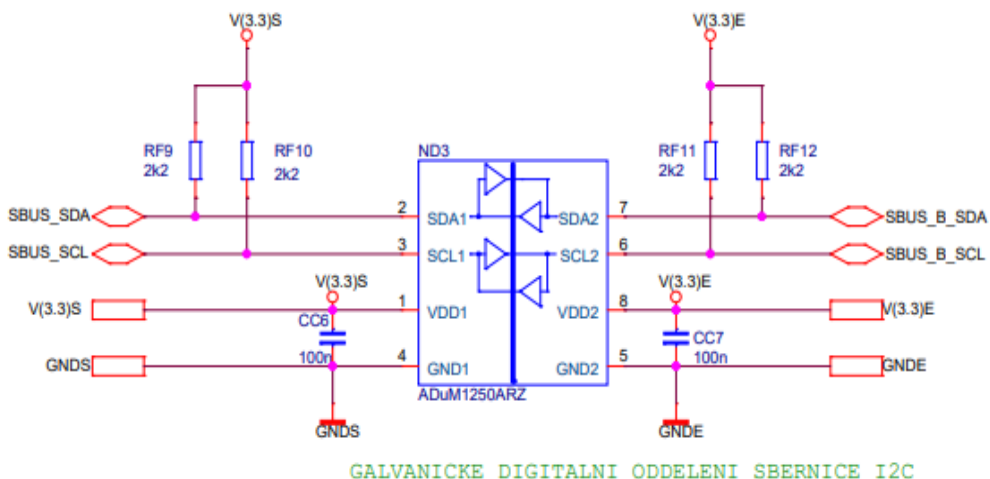 V(3.3)S
V(3.3)E
RF9
2k2
RF10
2k2
ND3
RF11
2k2
RF12
2k2
SBUS_SDA
2
SDA1
SDA2
7
SBUS_B_SDA
SBUS_SCL
3
SCL1
SCL2
6
SBUS_B_SCL
V(3.3)S
V(3.3)E
V(3.3)S
1
VDD1
VDD2
8
V(3.3)E
CC6
100n
CC7
100n
GNDS
4
GND1
GND2
5
GNDE
ADuM1250ARZ
GNDS
GNDE
GALVANICKE DIGITALNI ODDELENI SBERNICE I2C